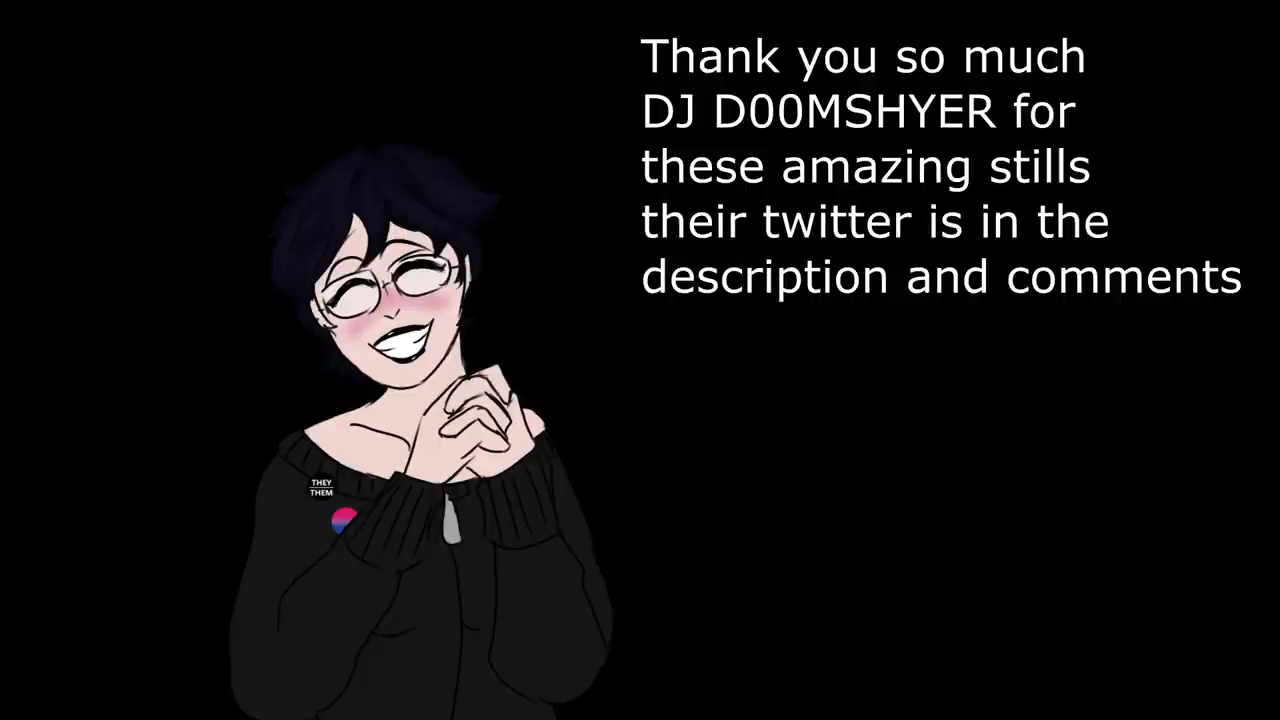 Thank you so much
DJ D00MSHYER for
these amazing stills
their twitter is in the
description and comments
THEY
THEM